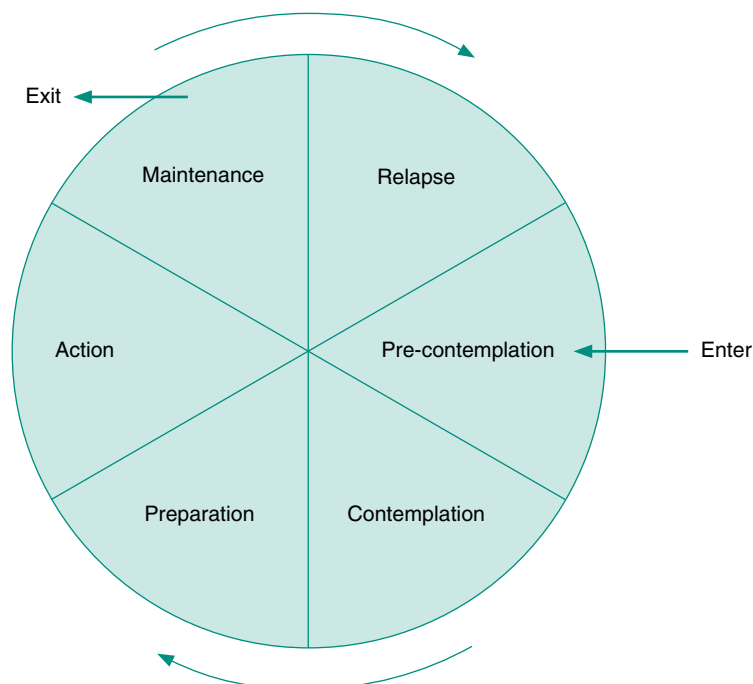 Exit
Maintenance
Relapse
Action
Pre-contemplation
Enter
Preparation
Contemplation